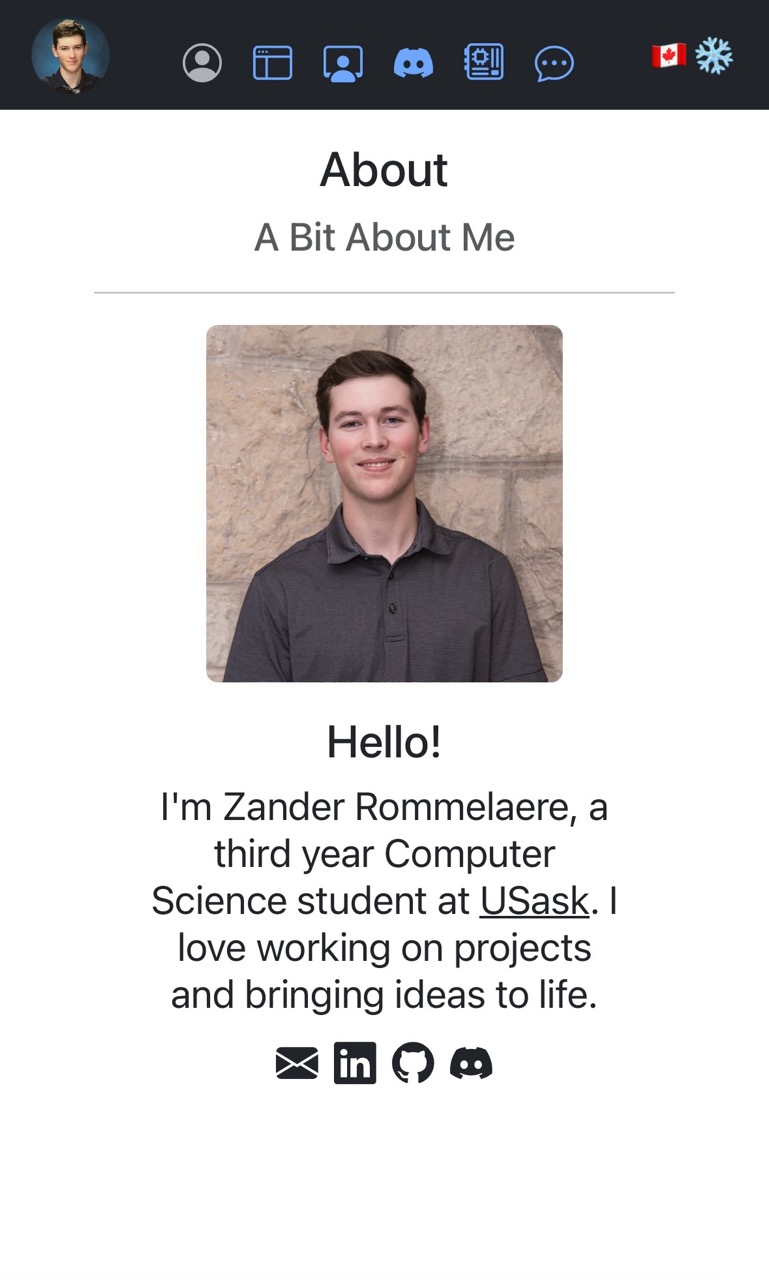 About
A Bit About Me
Hello!
I'm Zander Rommelaere, a
third year Computer
Science student at USask. I
love working on projects
and bringing ideas to life.
in